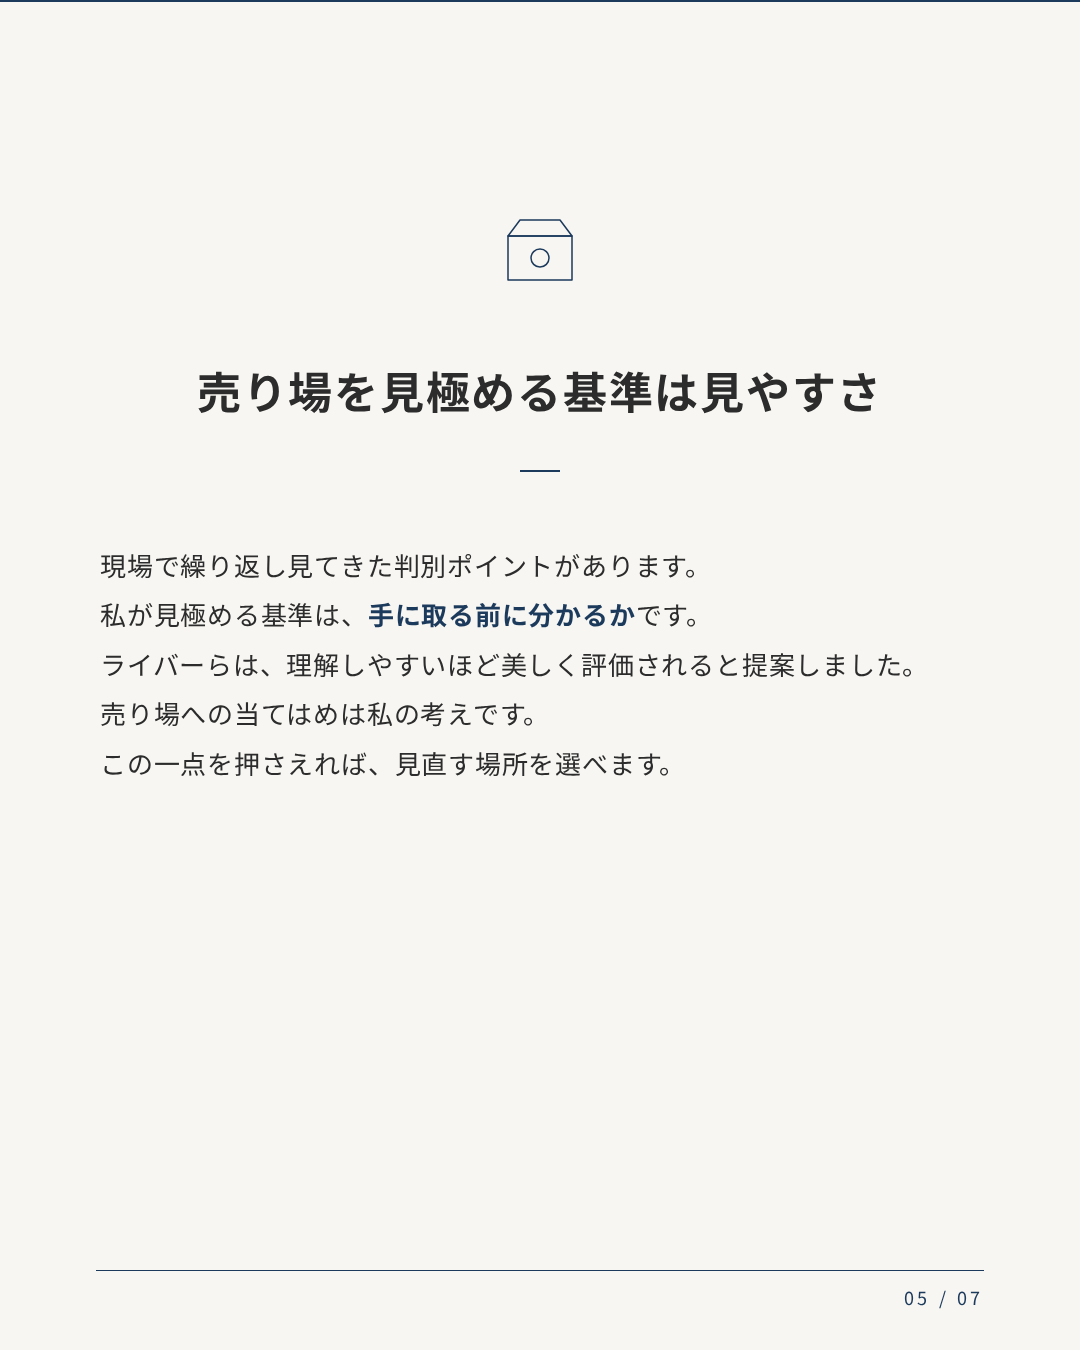 売り場を見極める基準は見やすさ
現場で繰り返し見てきた判別ポイントがあります。
私が見極める基準は、手に取る前に分かるかです。
ライバーらは、理解しやすいほど美しく評価されると提案しました。
売り場への当てはめは私の考えです。
この一点を押さえれば、見直す場所を選べます。
05 / 07